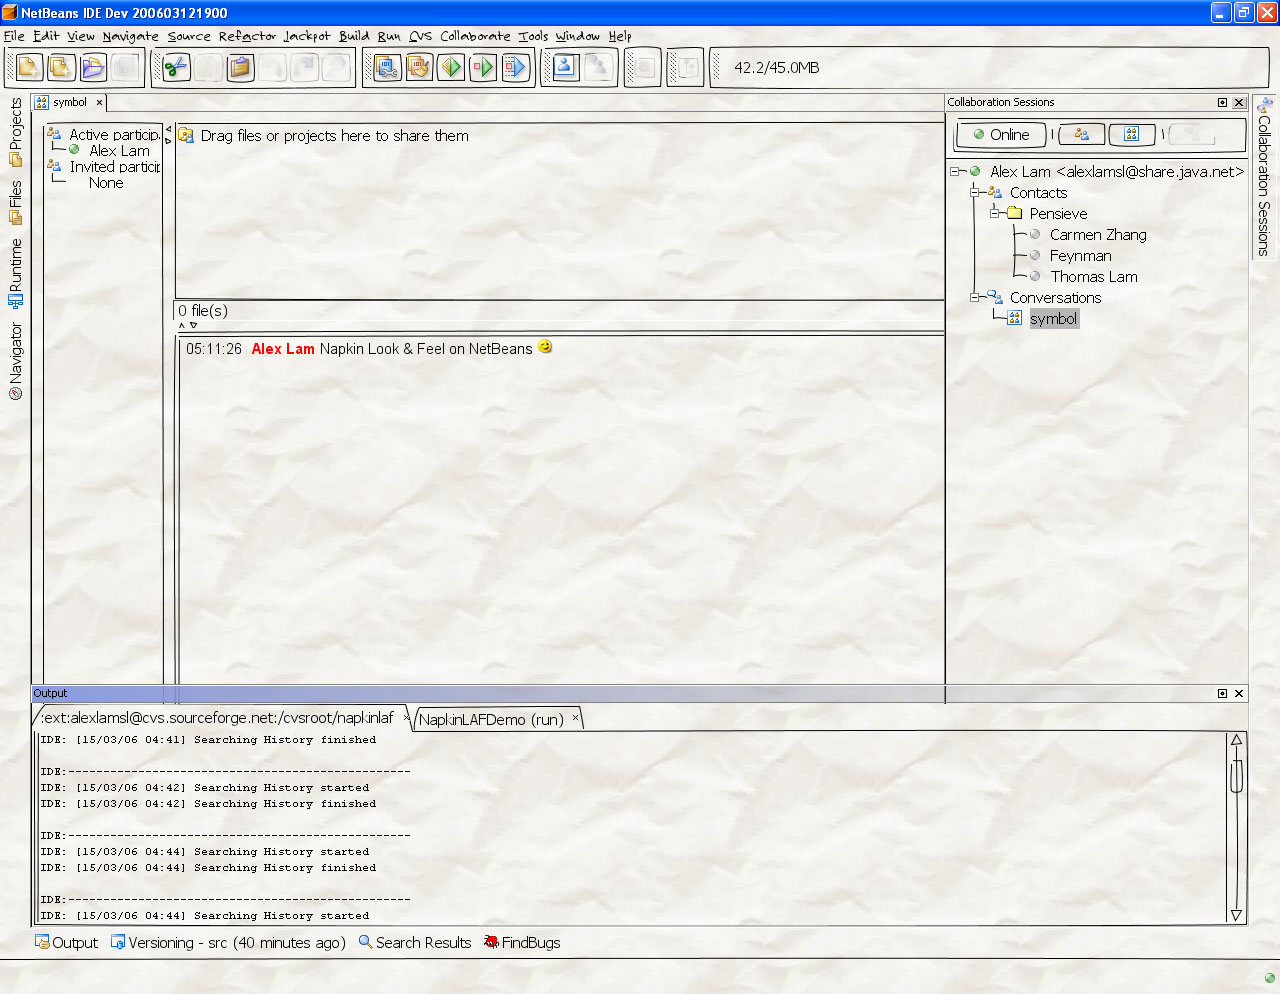 NetBeans IDE Dev 200603121900
File Edit View Navigate Source Refactor Jackpot Build Run CVS Collaborate Tools Window Help
42.2/45.0MB
Projects
Files
Runtime
Navigator
symbol
Active particip
Alex Lam
Invited partici
None
Drag files or projects here to share them
0 file(s)
05:11:26 Alex Lam Napkin Look & Feel on NetBeans
Collaboration Sessions
Online
Alex Lam <alexlamsl@share.java.net>
Contacts
Pensieve
Carmen Zhang
Feynman
Thomas Lam
Conversations
symbol
Collaboration Sessions
Output
:ext:alexlamsl@cvs.sourceforge.net:/cvsroot/napkinlaf
NapkinLAFDemo (run)
IDE: [15/03/06 04:41] Searching History finished
IDE:-------------------------------------------------
IDE: [15/03/06 04:42] Searching History started
IDE: [15/03/06 04:42] Searching History finished
IDE:-------------------------------------------------
IDE: [15/03/06 04:44] Searching History started
IDE: [15/03/06 04:44] Searching History finished
IDE:-------------------------------------------------
IDE: [15/03/06 04:44] Searching History started
Output
Versioning - src (40 minutes ago)
Search Results
FindBugs